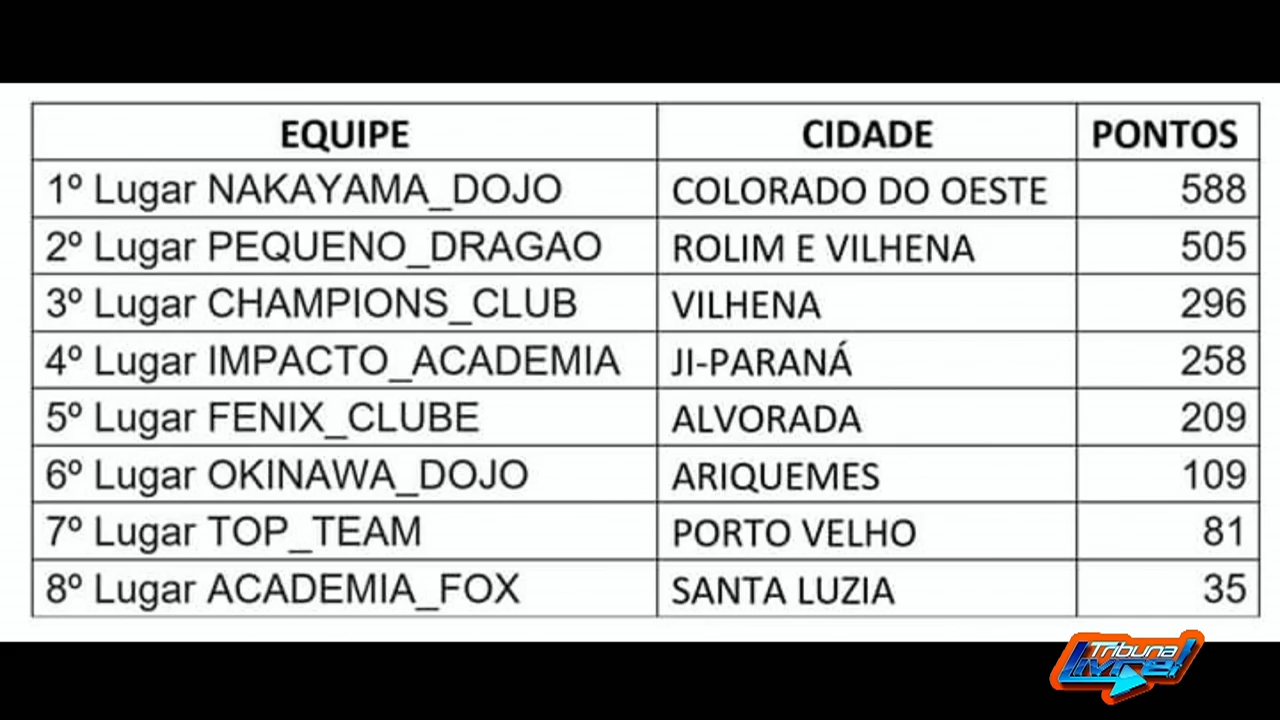 EQUIPE CIDADE PONTOS
1º Lugar NAKAYAMA_DOJO COLORADO DO OESTE 588
2º Lugar PEQUENO_DRAGAO ROLIM E VILHENA 505
3º Lugar CHAMPIONS_CLUB VILHENA 296
4º Lugar IMPACTO_ACADEMIA JI-PARANÁ 258
5º Lugar FENIX_CLUBE ALVORADA 209
6º Lugar OKINAWA_DOJO ARIQUEMES 109
7º Lugar TOP_TEAM PORTO VELHO 81
8º Lugar ACADEMIA_FOX SANTA LUZIA 35
Tribuna
Livre!